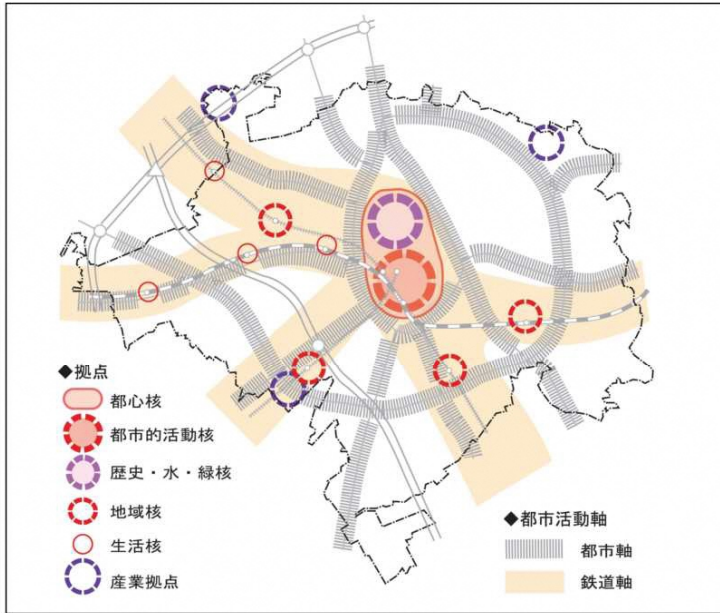 ◆拠点
都心核
都市的活動核
歴史・水・緑核
地域核
生活核
産業拠点
◆都市活動軸
都市軸
鉄道軸